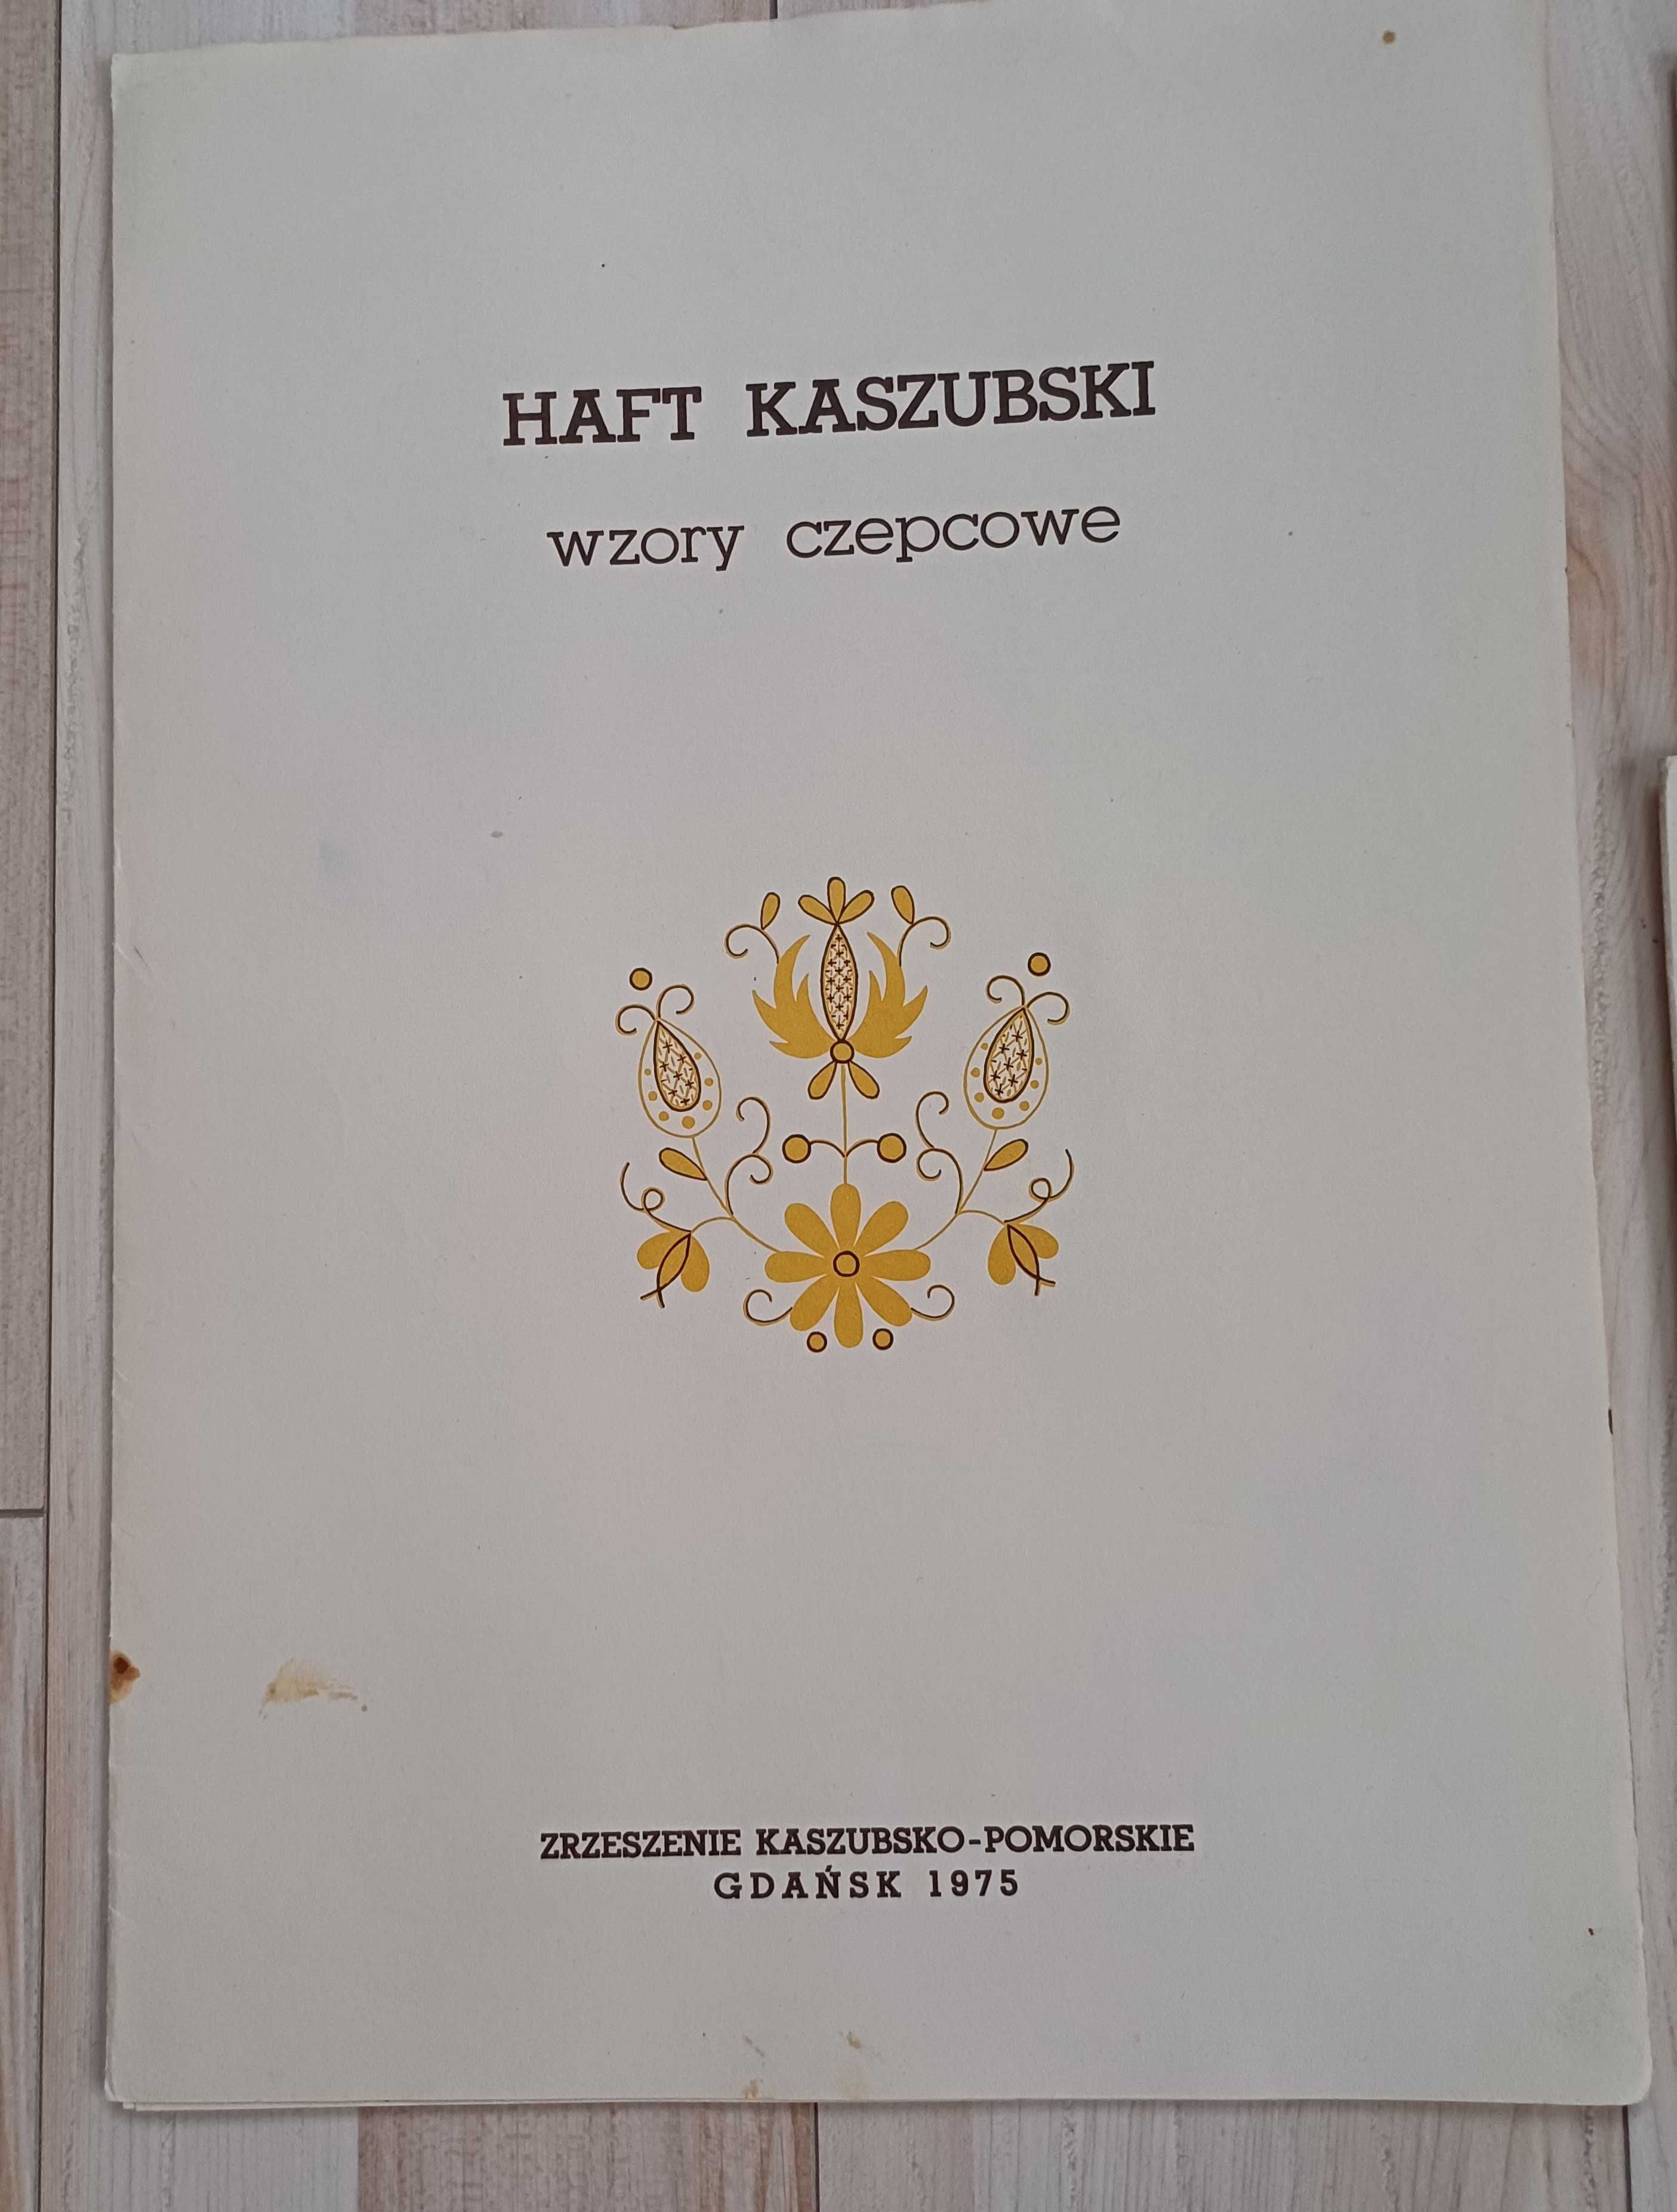 HAFT KASZUBSKI
wzory czepcowe
ZRZESZENIE KASZUBSKO-POMORSKIE
GDAŃSK 1975